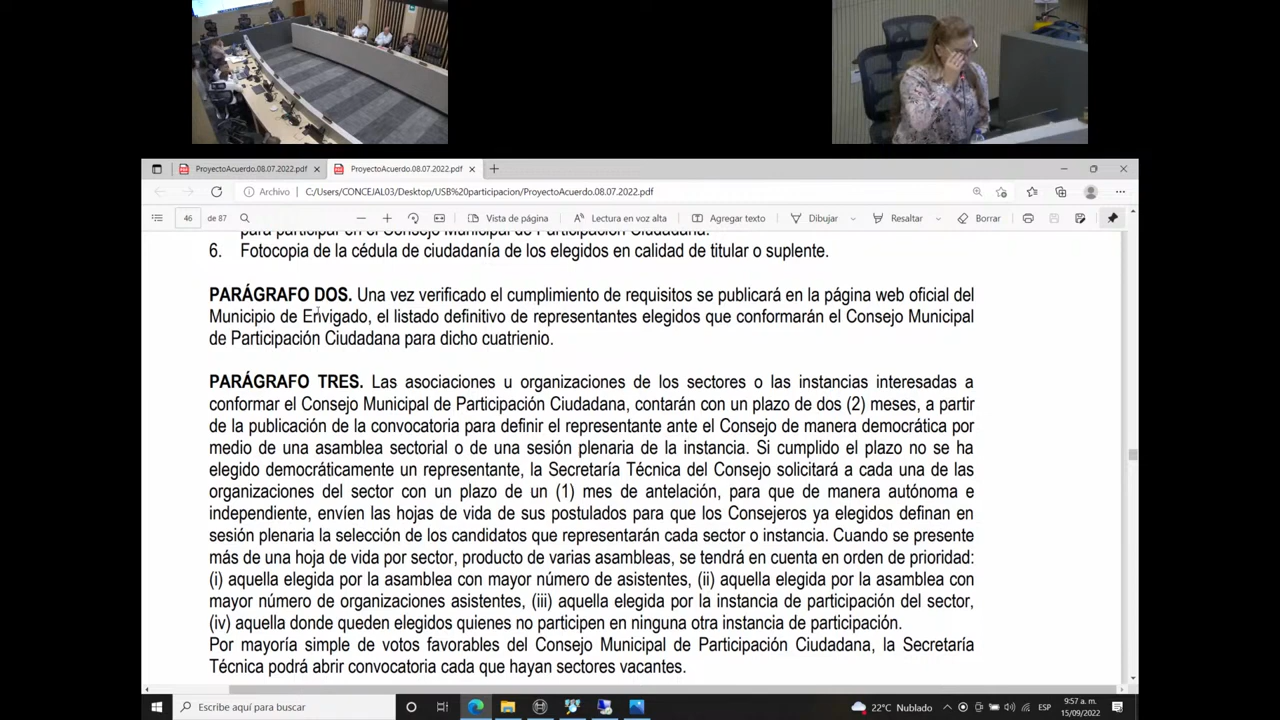 ProyectoAcuerdo.08.07.2022.pdf
ProyectoAcuerdo.08.07.2022.pdf
Archivo
C:/Users/CONCEJAL03/Desktop/USB%20participacion/ProyectoAcuerdo.08.07.2022.pdf
46 de 87
Vista de página
Lectura en voz alta
Agregar texto
Dibujar
Resaltar
Borrar
para participar en el Consejo Municipal de Participación Ciudadana.
6. Fotocopia de la cédula de ciudadanía de los elegidos en calidad de titular o suplente.
PARÁGRAFO DOS. Una vez verificado el cumplimiento de requisitos se publicará en la página web oficial del
Municipio de Envigado, el listado definitivo de representantes elegidos que conformarán el Consejo Municipal
de Participación Ciudadana para dicho cuatrienio.
PARÁGRAFO TRES. Las asociaciones u organizaciones de los sectores o las instancias interesadas a
conformar el Consejo Municipal de Participación Ciudadana, contarán con un plazo de dos (2) meses, a partir
de la publicación de la convocatoria para definir el representante ante el Consejo de manera democrática por
medio de una asamblea sectorial o de una sesión plenaria de la instancia. Si cumplido el plazo no se ha
elegido democráticamente un representante, la Secretaría Técnica del Consejo solicitará a cada una de las
organizaciones del sector con un plazo de un (1) mes de antelación, para que de manera autónoma e
independiente, envíen las hojas de vida de sus postulados para que los Consejeros ya elegidos definan en
sesión plenaria la selección de los candidatos que representarán cada sector o instancia. Cuando se presente
más de una hoja de vida por sector, producto de varias asambleas, se tendrá en cuenta en orden de prioridad:
(i) aquella elegida por la asamblea con mayor número de asistentes, (ii) aquella elegida por la asamblea con
mayor número de organizaciones asistentes, (iii) aquella elegida por la instancia de participación del sector,
(iv) aquella donde queden elegidos quienes no participen en ninguna otra instancia de participación.
Por mayoría simple de votos favorables del Consejo Municipal de Participación Ciudadana, la Secretaría
Técnica podrá abrir convocatoria cada que hayan sectores vacantes.
Escribe aquí para buscar
22°C Nublado
ESP
9:57 a. m.
15/09/2022